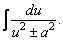 ∫ du / (u² ± a²).